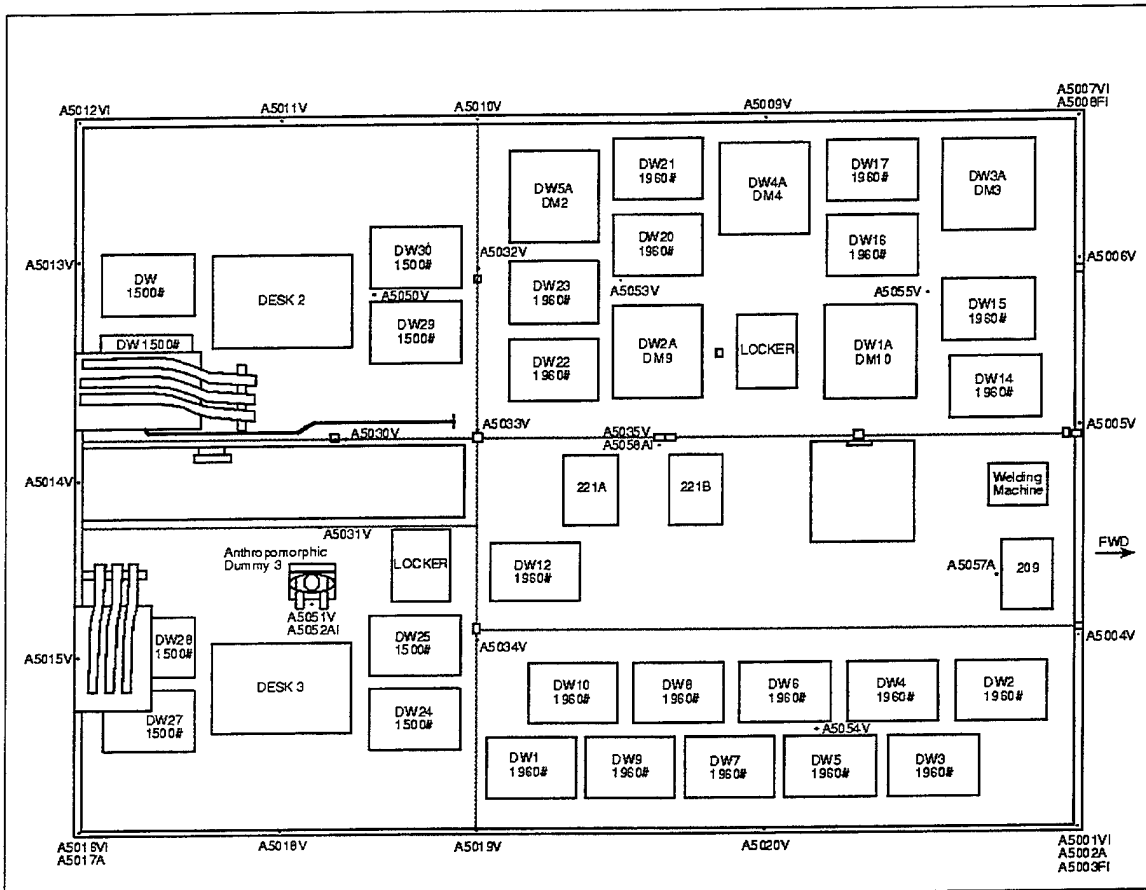 A5012VI
A5011V
A5010V
A5009V
A5007VI
A5008FI
DW5A
DM2
DW21
1960#
DW4A
DM4
DW17
1960#
DW3A
DM3
DW20
1960#
DW16
1960#
A5013V
DW
1500#
DESK 2
DW30
1500#
A5032V
A5006V
A5050V
DW23
1960#
A5053V
A5055V
DW15
1960#
DW 1500#
DW29
1500#
DW22
1960#
DW2A
DM9
LOCKER
DW1A
DM10
DW14
1960#
A5030V
A5033V
A5035V
A5058AI
A5005V
A5014V
221A
221B
Welding
Machine
A5031V
Anthropomorphic
Dummy 3
LOCKER
DW12
1960#
A5057A
209
FWD
A5051V
A5052AI
A5015V
DW28
1500#
DESK 3
DW25
1500#
A5034V
A5004V
DW10
1960#
DW8
1960#
DW6
1960#
DW4
1960#
DW2
1960#
DW27
1500#
DW24
1500#
A5054V
DW1
1960#
DW9
1960#
DW7
1960#
DW5
1960#
DW3
1960#
A5016VI
A5017A
A5018V
A5019V
A5020V
A5001VI
A5002A
A5003FI